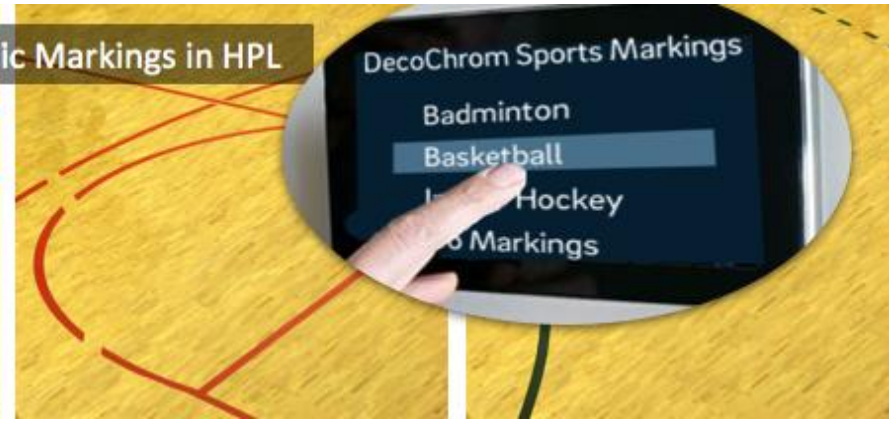 ic Markings in HPL
DecoChrom Sports Markings
Badminton
Basketball
Hockey
Markings